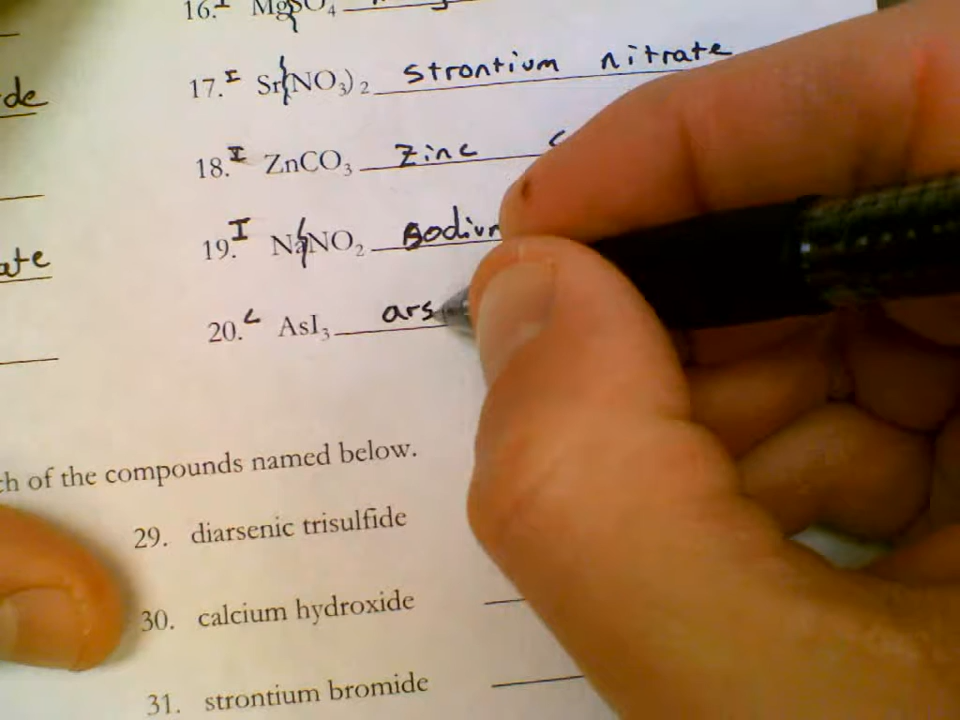 16. I MgSO4
de
17. I Sr(NO3)2 strontium nitrate
18. I ZnCO3 zinc c
19. I NaNO2 sodium
ate
20. C AsI3 ars
ch of the compounds named below.
29. diarsenic trisulfide
30. calcium hydroxide
31. strontium bromide